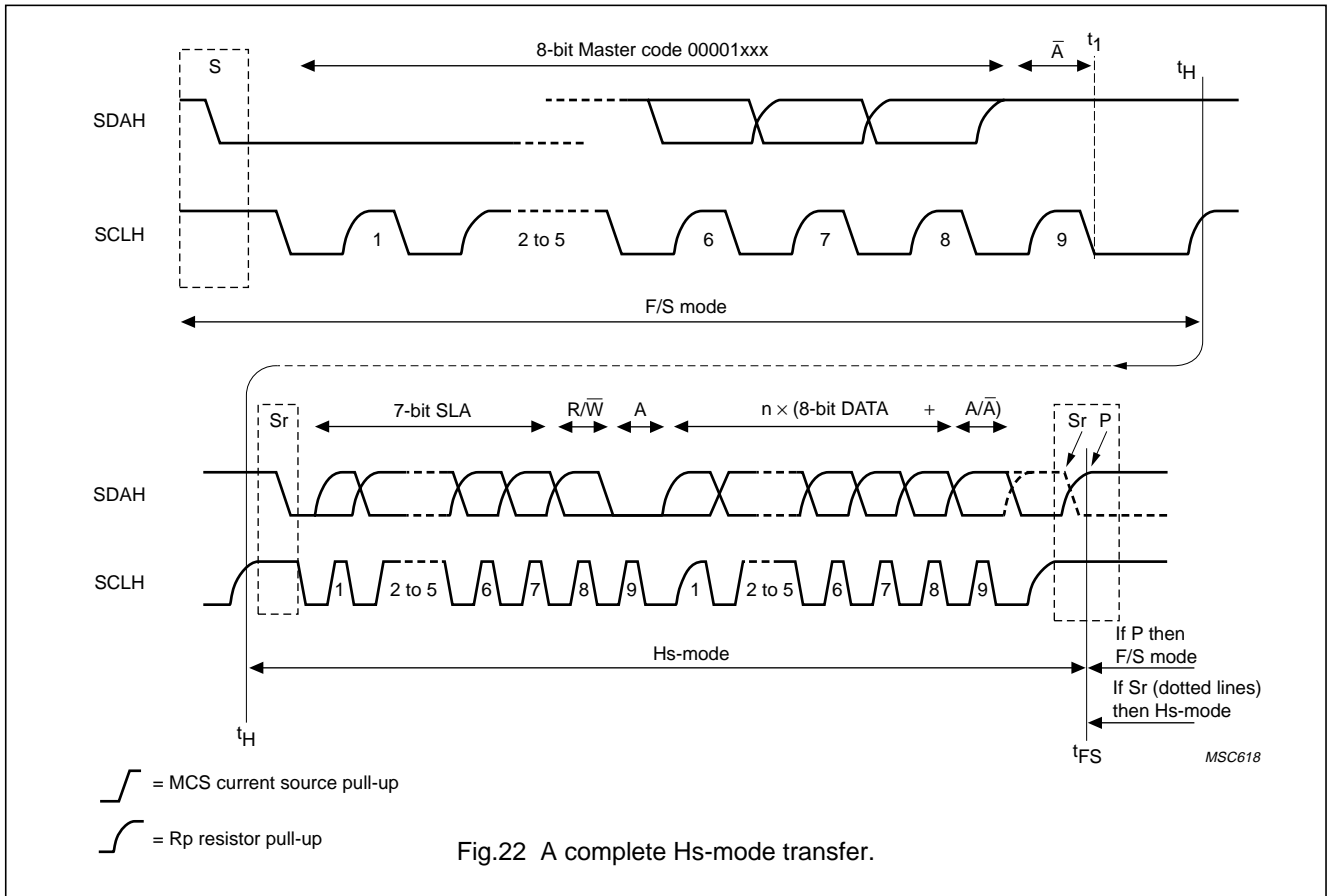 8-bit Master code 00001xxx
A̅
t1
tH
S
SDAH
SCLH
1
2 to 5
6
7
8
9
F/S mode
Sr
7-bit SLA
R/W̅
A
n × (8-bit DATA
+
A/A̅)
Sr
P
SDAH
SCLH
1
2 to 5
6
7
8
9
1
2 to 5
6
7
8
9
If P then
F/S mode
Hs-mode
If Sr (dotted lines)
then Hs-mode
tH
tFS
MSC618
= MCS current source pull-up
= Rp resistor pull-up
Fig.22 A complete Hs-mode transfer.